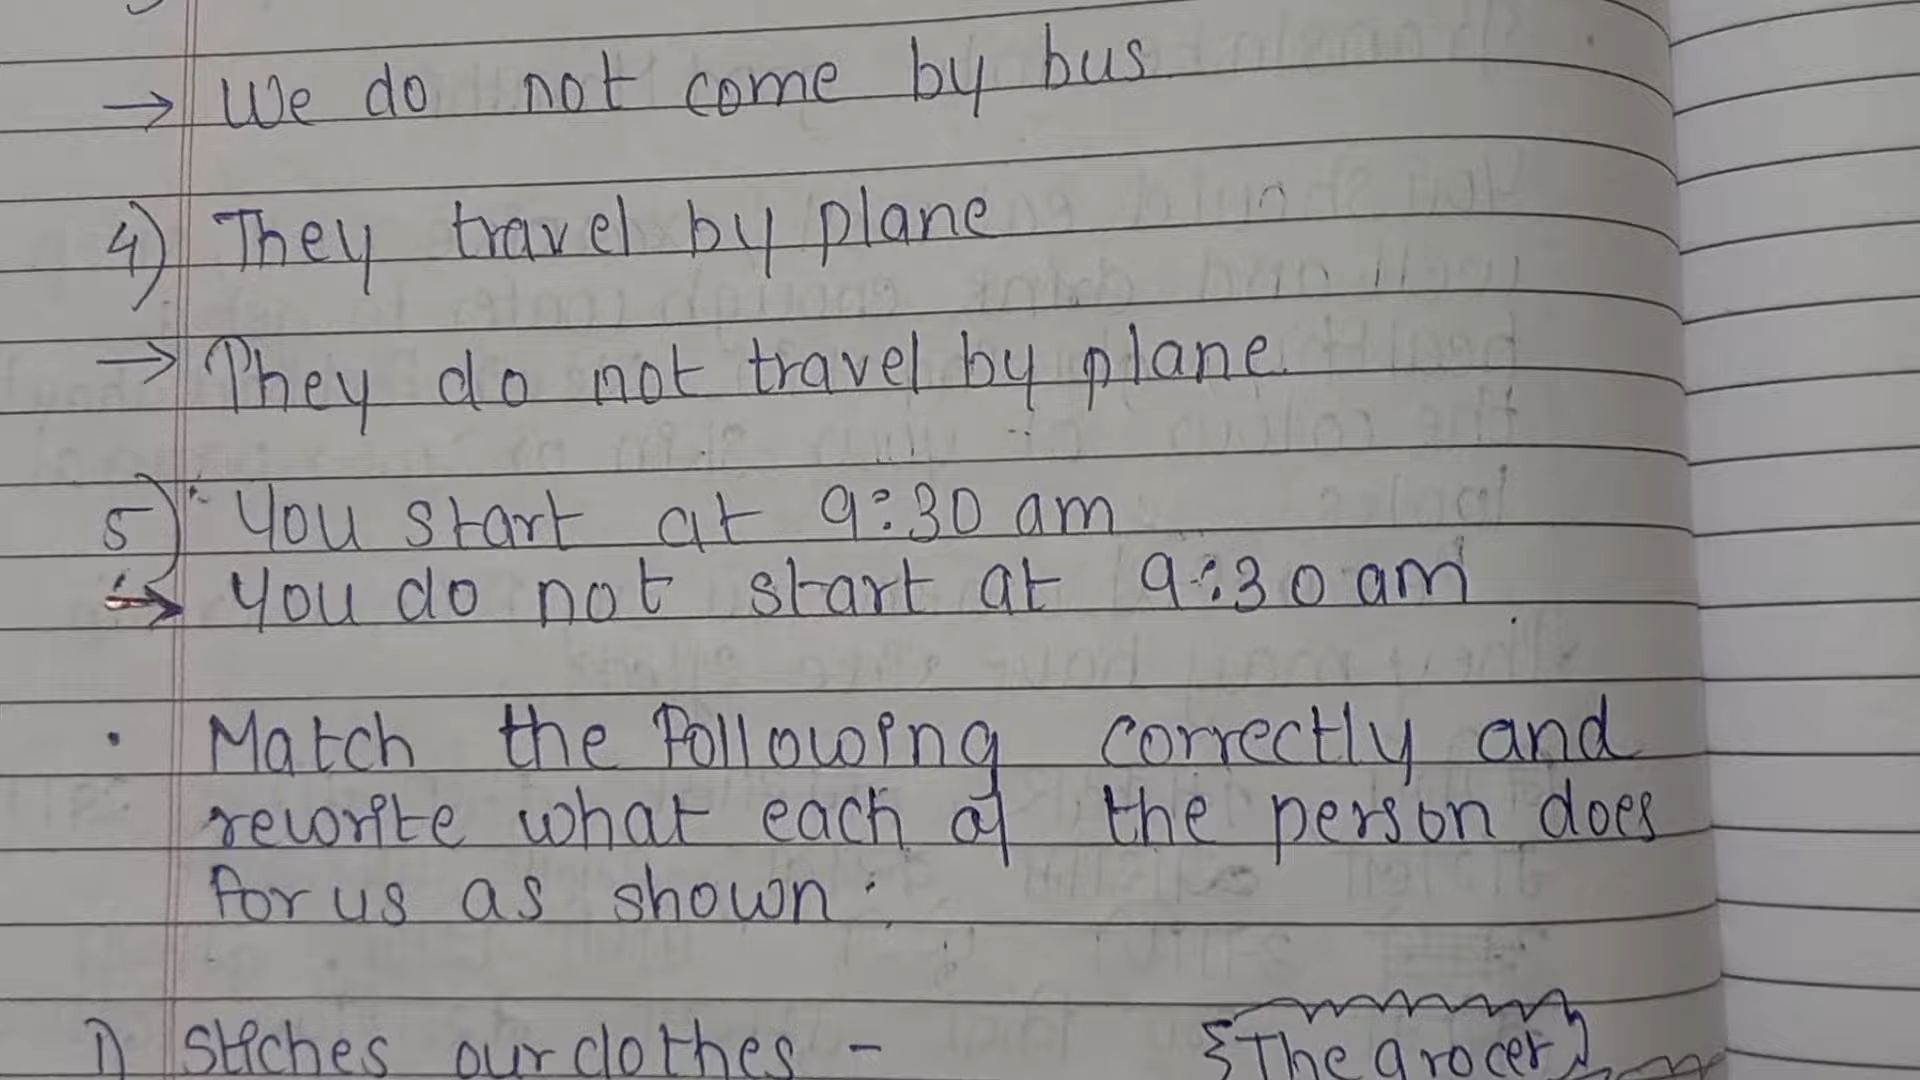 → We do not come by bus
4) They travel by plane
→ They do not travel by plane.
5) You start at 9:30 am
→ You do not start at 9:30 am
• Match the following correctly and
rewrite what each of the person does
for us as shown :
1) Stiches our clothes - The grocer